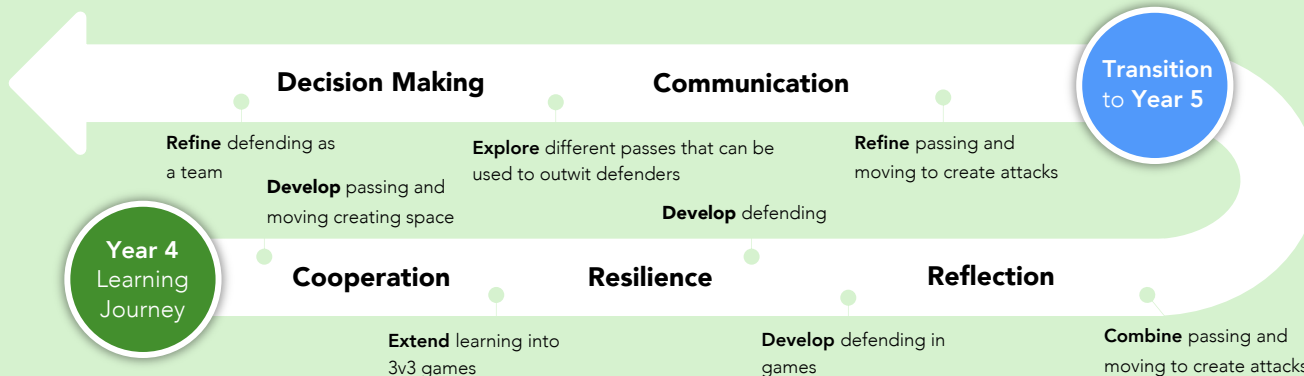 Decision Making
Communication
Transition
to Year 5
Refine defending as
a team
Explore different passes that can be
used to outwit defenders
Refine passing and
moving to create attacks
Develop passing and
moving creating space
Develop defending
Year 4
Learning
Journey
Cooperation
Resilience
Reflection
Extend learning into
3v3 games
Develop defending in
games
Combine passing and
moving to create attacks